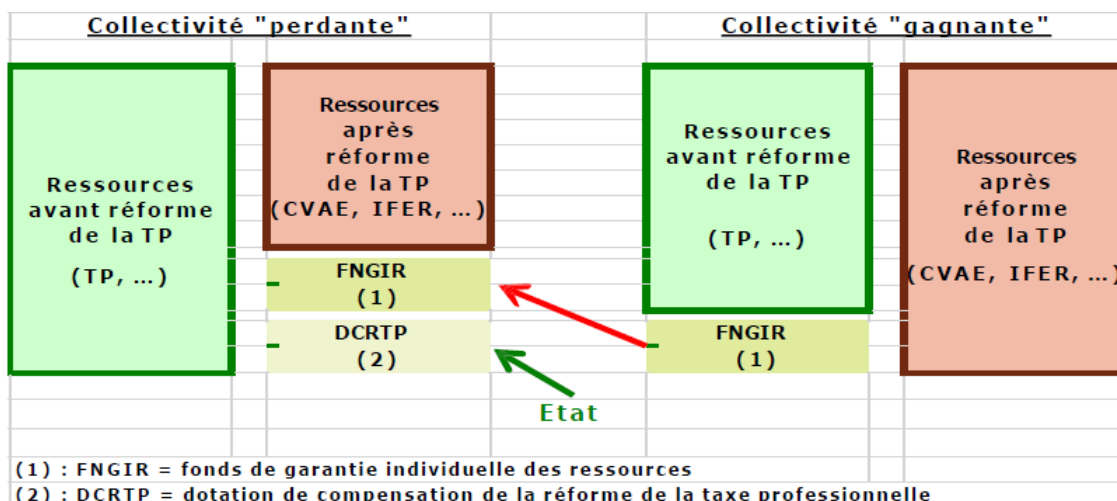 Collectivité "perdante"
Collectivité "gagnante"
Ressources
avant réforme
de la TP
(TP, ...)
Ressources
après
réforme
de la TP
(CVAE, IFER, ...)
FNGIR
(1)
DCRTP
(2)
Etat
Ressources
avant réforme
de la TP
(TP, ...)
FNGIR
(1)
Ressources
après
réforme
de la TP
(CVAE, IFER, ...)
(1) : FNGIR = fonds de garantie individuelle des ressources
(2) : DCRTP = dotation de compensation de la réforme de la taxe professionnelle